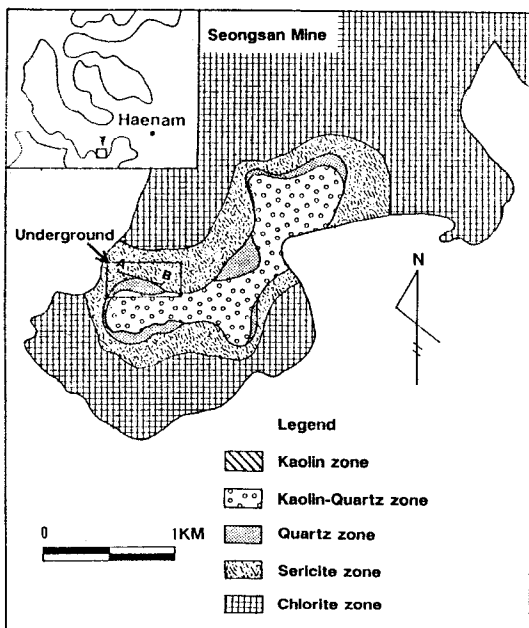 Seongsan Mine
Haenam
Underground
A
B
N
Legend
Kaolin zone
Kaolin-Quartz zone
Quartz zone
Sericite zone
Chlorite zone
0 1KM